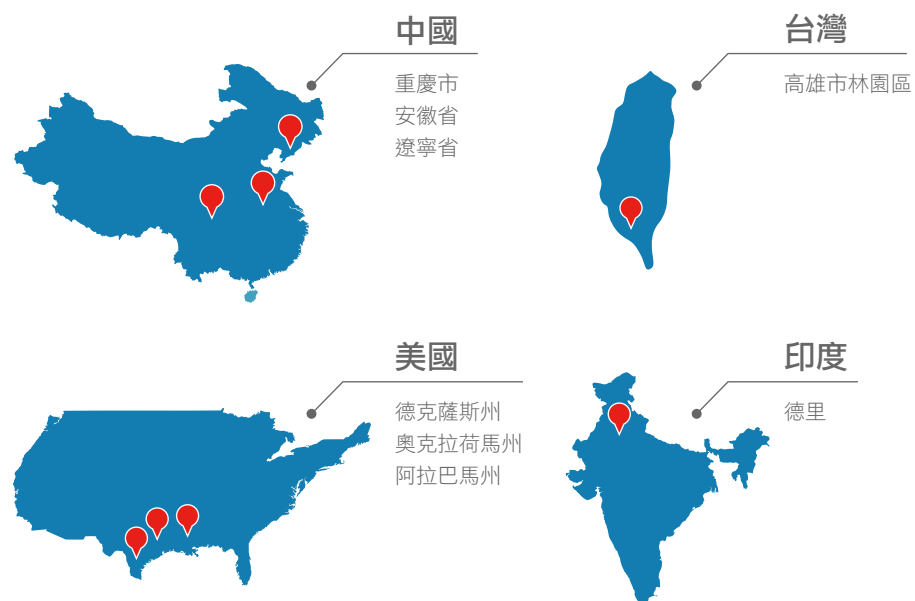 中國
重慶市
安徽省
遼寧省
台灣
高雄市林園區
美國
德克薩斯州
奧克拉荷馬州
阿拉巴馬州
印度
德里